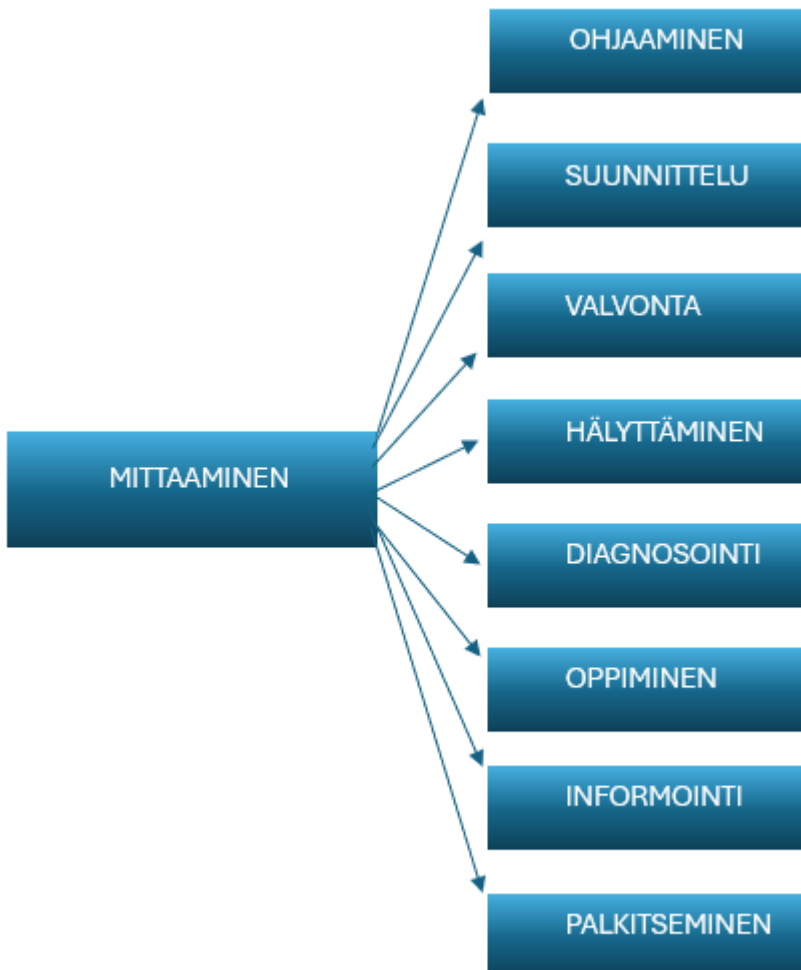 OHJAAMINEN
SUUNNITTELU
VALVONTA
HÄLYTTÄMINEN
MITTAAMINEN
DIAGNOSOINTI
OPPIMINEN
INFORMOINTI
PALKITSEMINEN